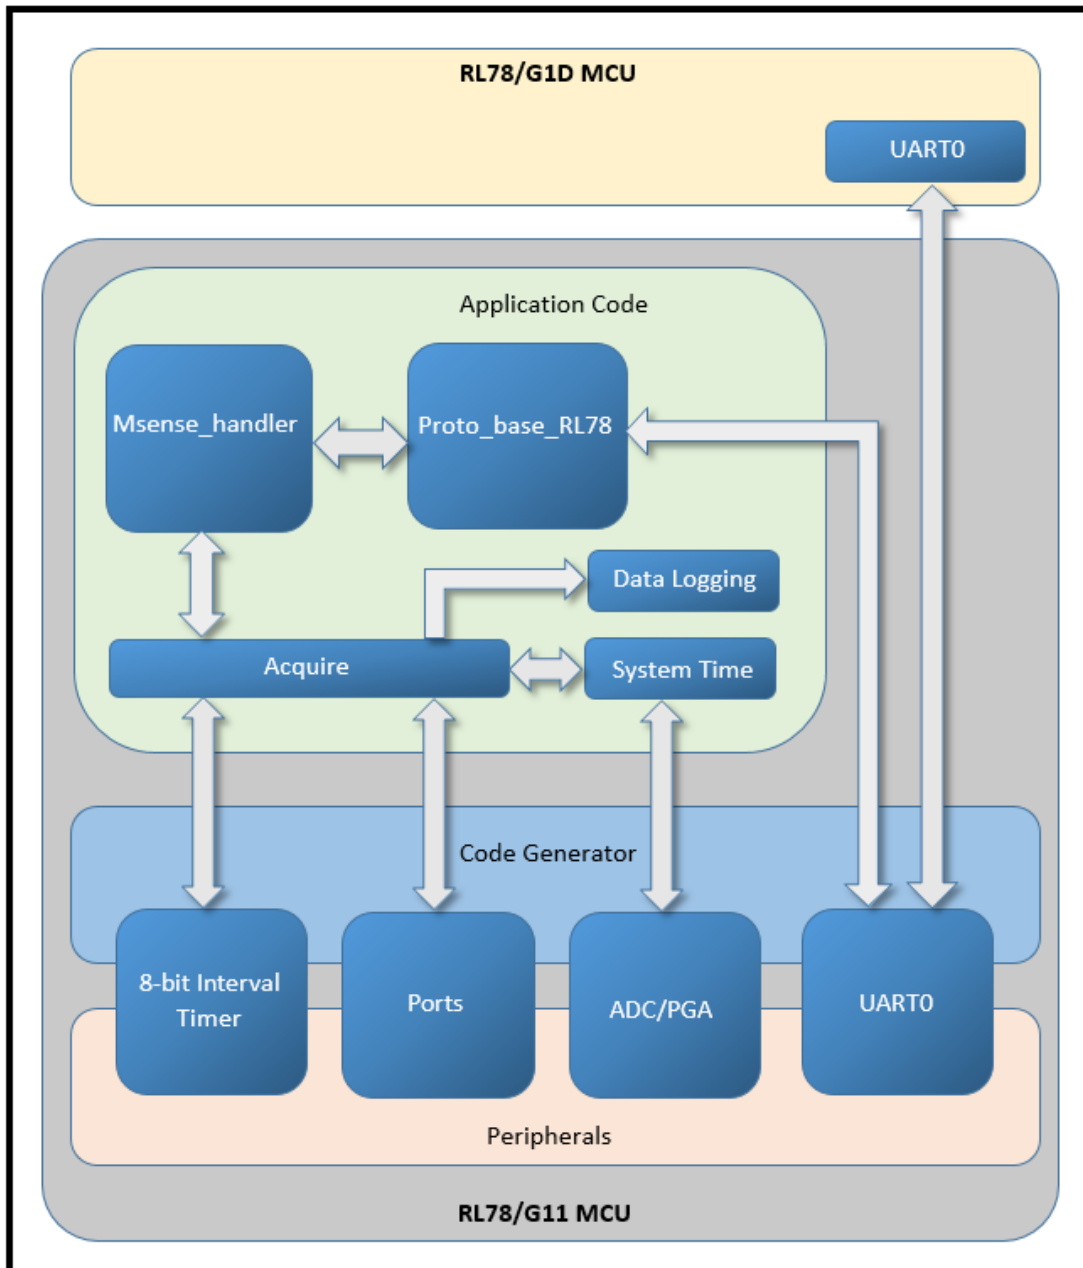 RL78/G1D MCU
UART0
Application Code
Msense_handler
Proto_base_RL78
Data Logging
Acquire
System Time
Code Generator
8-bit Interval
Timer
Ports
ADC/PGA
UART0
Peripherals
RL78/G11 MCU